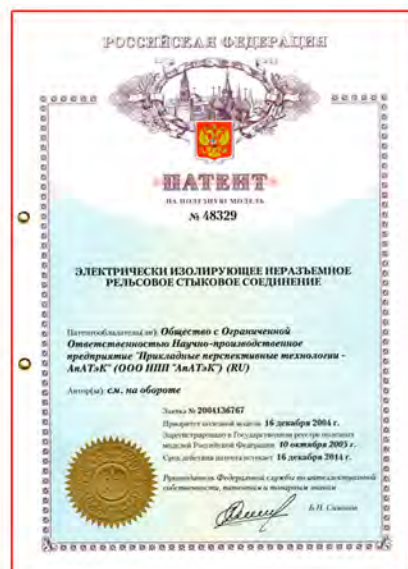 РОССИЙСКАЯ ФЕДЕРАЦИЯ
ПАТЕНТ
НА ПОЛЕЗНУЮ МОДЕЛЬ
№ 48329
ЭЛЕКТРИЧЕСКИ ИЗОЛИРУЮЩЕЕ НЕРАЗЪЕМНОЕ
РЕЛЬСОВОЕ СТЫКОВОЕ СОЕДИНЕНИЕ
Патентообладатель(ли): Общество с Ограниченной
Ответственностью Научно-производственное
предприятие "Прикладные перспективные технологии -
АпАТэК" (ООО НПП "АпАТэК") (RU)
Автор(ы): см. на обороте
Заявка № 2004136767
Приоритет полезной модели 16 декабря 2004 г.
Зарегистрировано в Государственном реестре полезных
моделей Российской Федерации 10 октября 2005 г.
Срок действия патента истекает 16 декабря 2014 г.
Руководитель Федеральной службы по интеллектуальной
собственности, патентам и товарным знакам
Б.П. Симонов